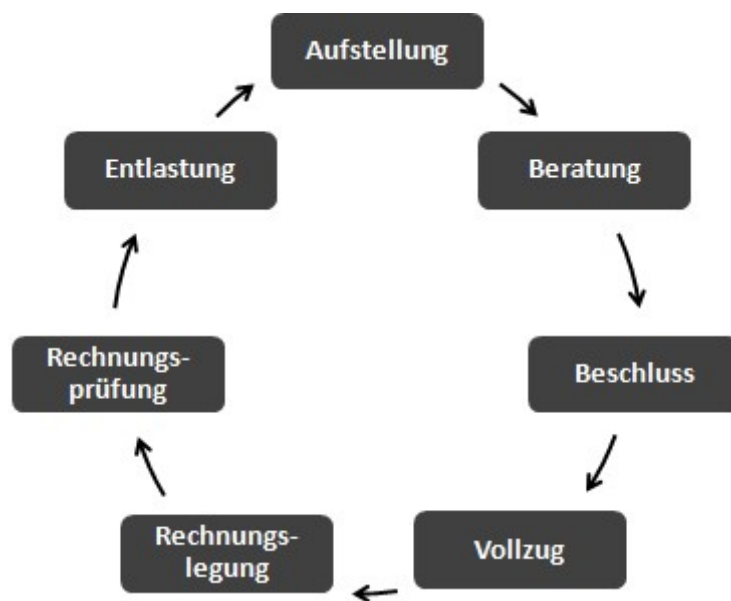 Aufstellung
Beratung
Beschluss
Vollzug
Rechnungs-
legung
Rechnungs-
prüfung
Entlastung